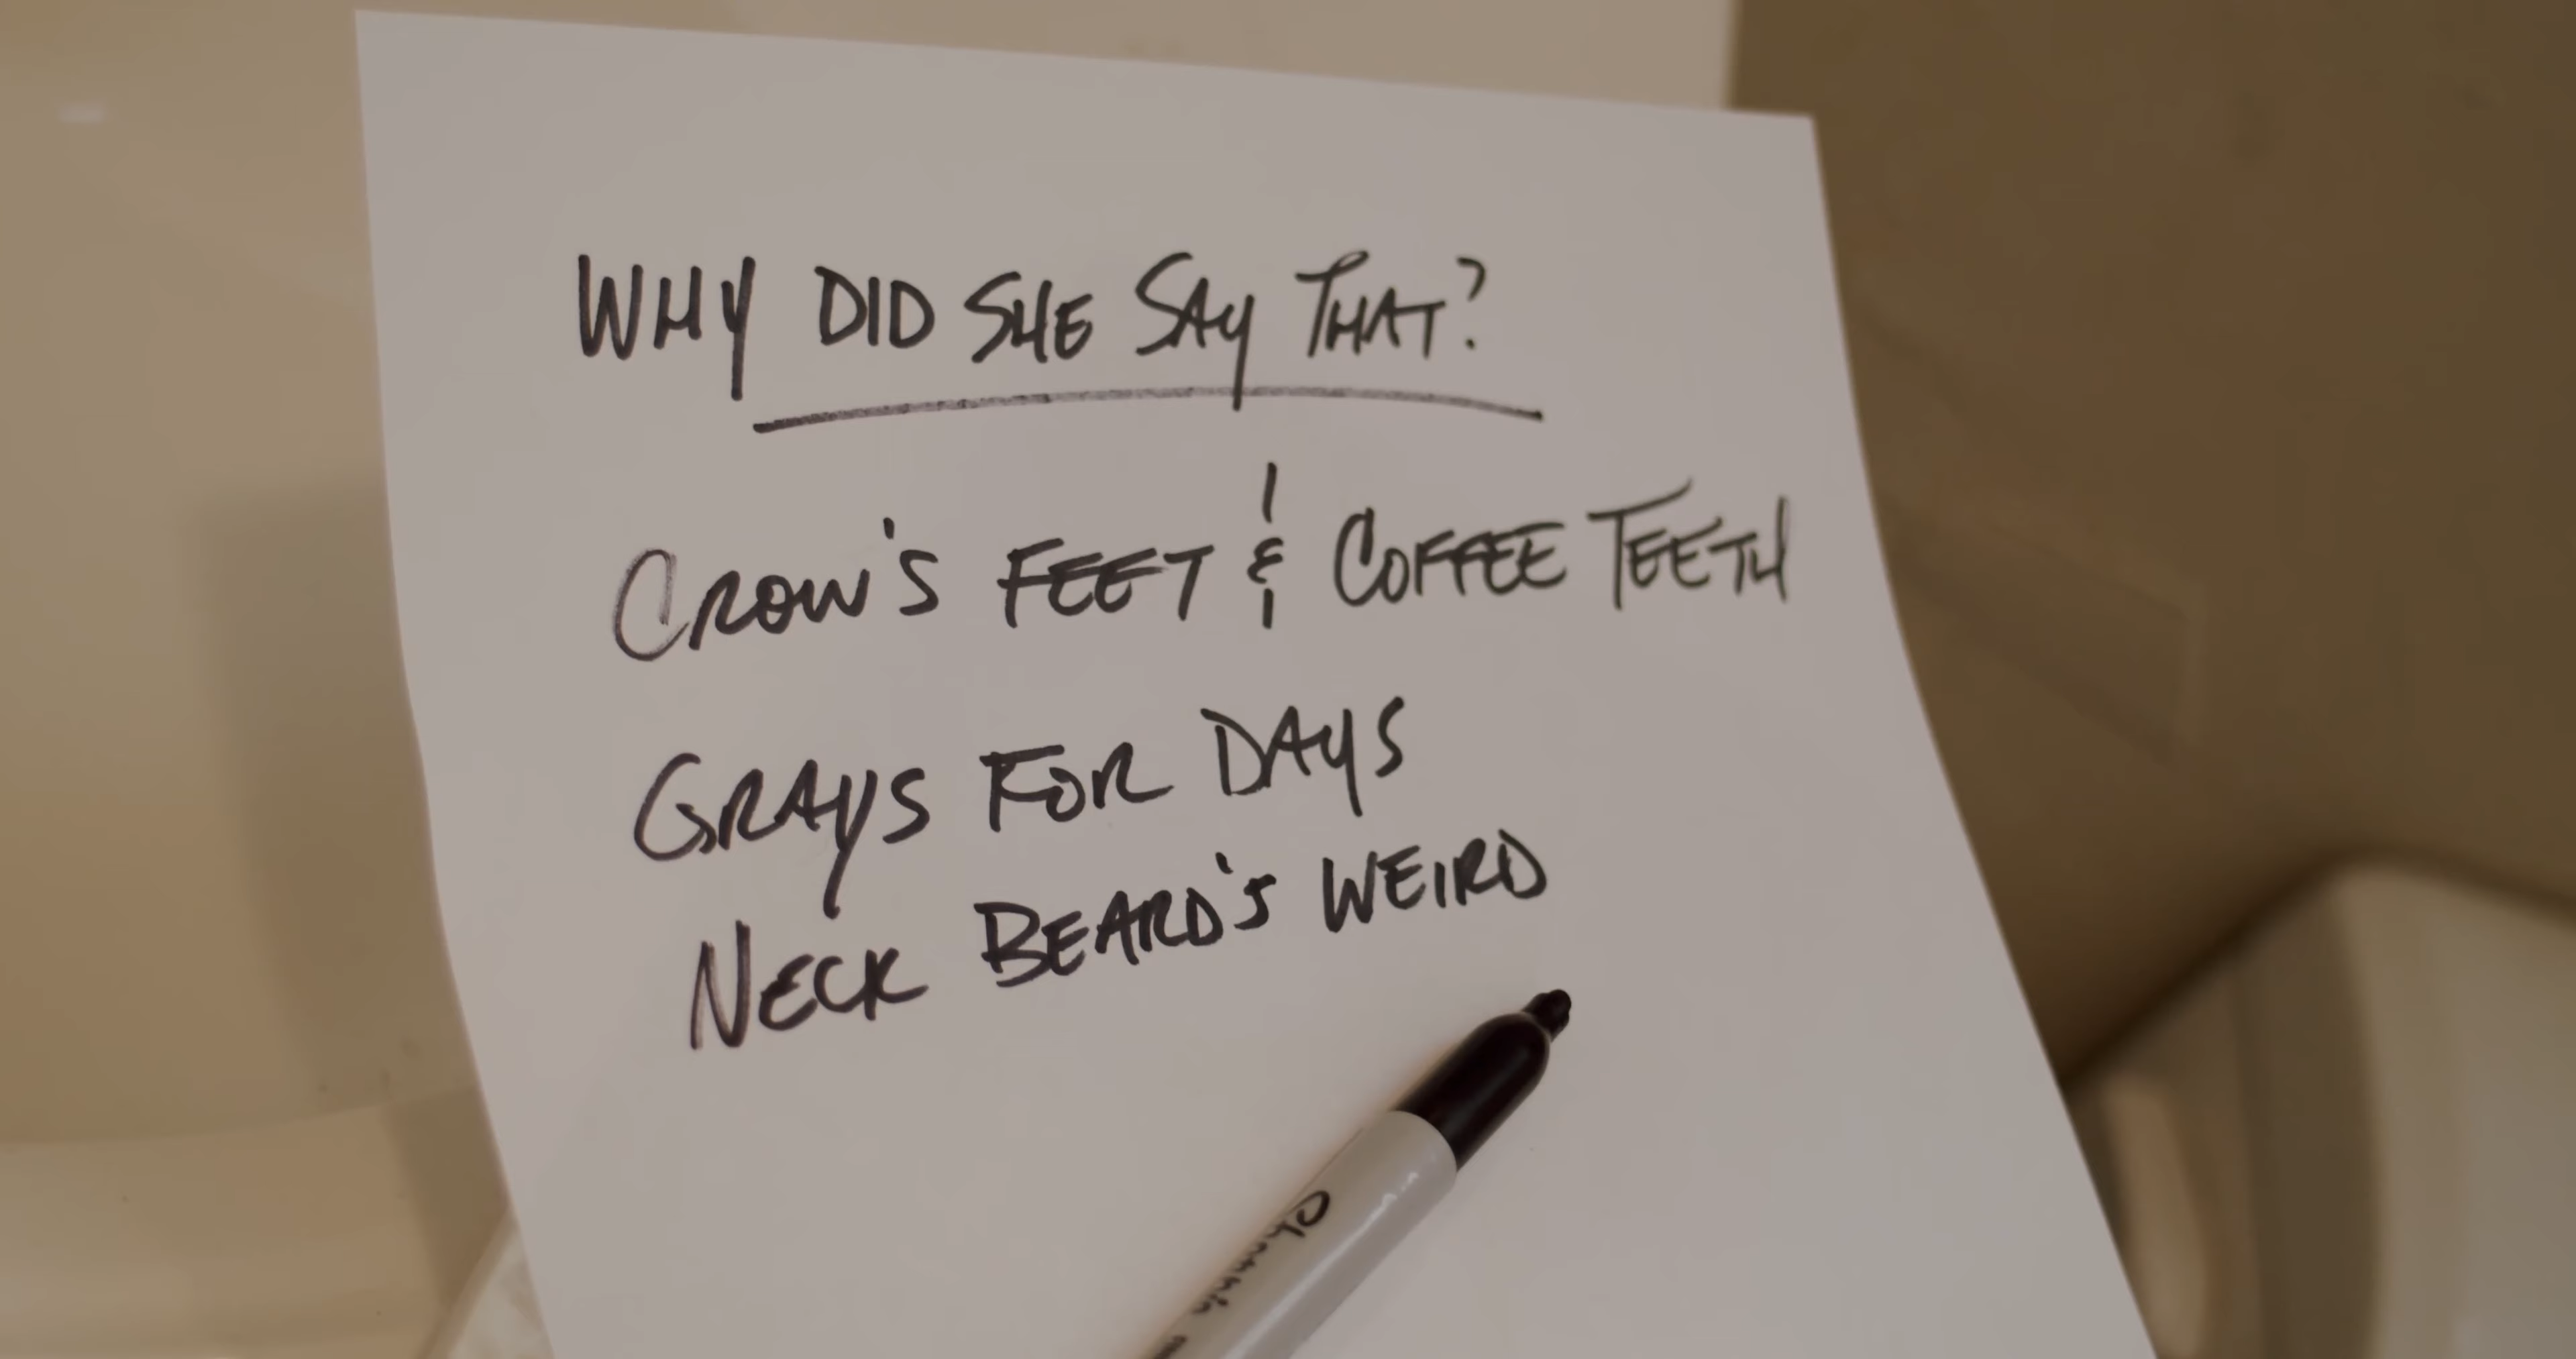 WHY DID SHE SAY THAT?
CROW'S FEET & COFFEE TEETH
GRAYS FOR DAYS
NECK BEARD'S WEIRD